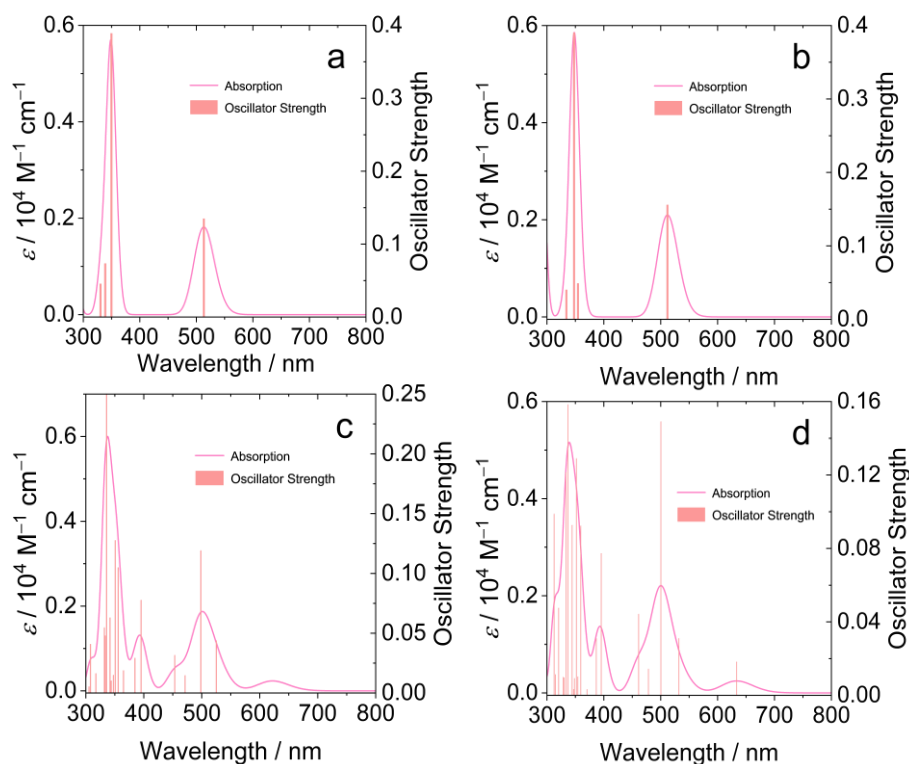 a
Absorption
Oscillator Strength
ε / 10⁴ M⁻¹ cm⁻¹
0.6
0.4
0.2
0.0
0.4
0.3
0.2
0.1
0.0
Oscillator Strength
300 400 500 600 700 800
Wavelength / nm
b
Absorption
Oscillator Strength
ε / 10⁴ M⁻¹ cm⁻¹
0.6
0.4
0.2
0.0
0.4
0.3
0.2
0.1
0.0
Oscillator Strength
300 400 500 600 700 800
Wavelength / nm
c
Absorption
Oscillator Strength
ε / 10⁴ M⁻¹ cm⁻¹
0.6
0.4
0.2
0.0
0.25
0.20
0.15
0.10
0.05
0.00
Oscillator Strength
300 400 500 600 700 800
Wavelength / nm
d
Absorption
Oscillator Strength
ε / 10⁴ M⁻¹ cm⁻¹
0.6
0.4
0.2
0.0
0.16
0.12
0.08
0.04
0.00
Oscillator Strength
300 400 500 600 700 800
Wavelength / nm